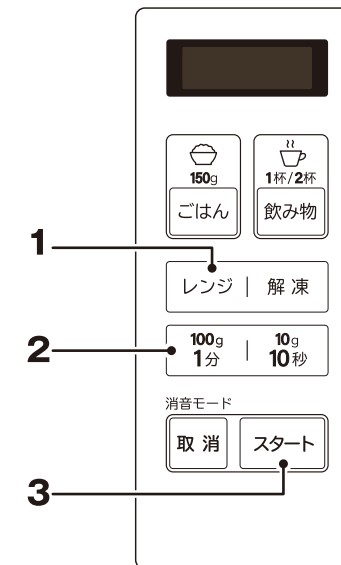 150g
1杯/2杯
ごはん
飲み物
1
レンジ | 解凍
2
100g
1分 | 10g
10秒
消音モード
取消
スタート
3